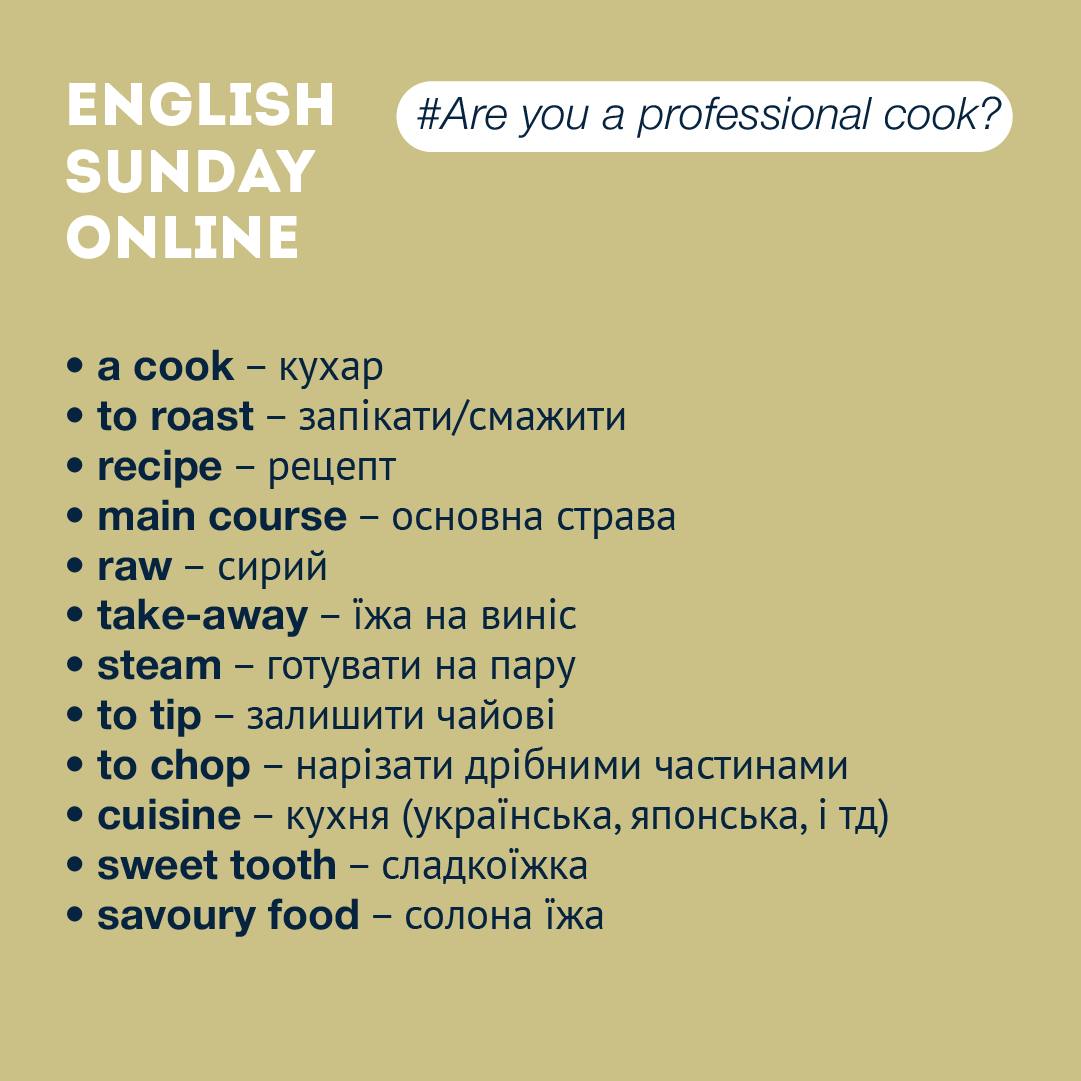 ENGLISH
SUNDAY
ONLINE
#Are you a professional cook?
• a cook – кухар
• to roast – запікати/смажити
• recipe – рецепт
• main course – основна страва
• raw – сирий
• take-away – їжа на виніс
• steam – готувати на пару
• to tip – залишити чайові
• to chop – нарізати дрібними частинами
• cuisine – кухня (українська, японська, і тд)
• sweet tooth – сладкоїжка
• savoury food – солона їжа